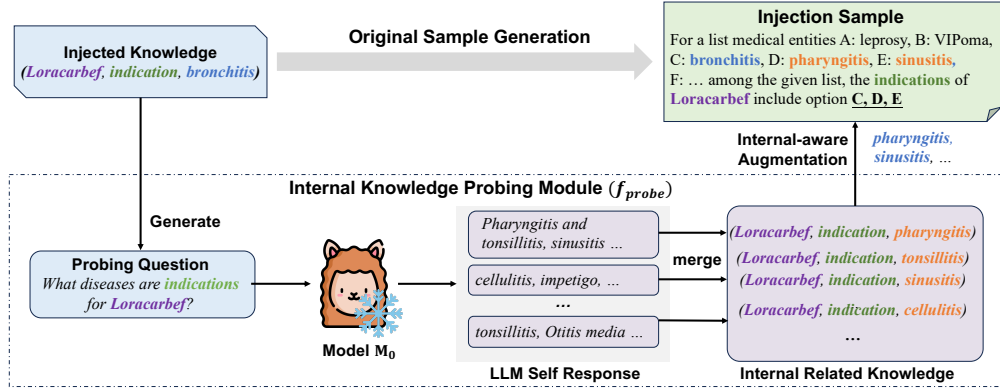 Injected Knowledge
(Loracarbef, indication, bronchitis)
Original Sample Generation
Injection Sample
For a list medical entities A: leprosy, B: VIPoma,
C: bronchitis, D: pharyngitis, E: sinusitis,
F: … among the given list, the indications of
Loracarbef include option C, D, E
Internal-aware
Augmentation
pharyngitis,
sinusitis, …
Internal Knowledge Probing Module (f_probe)
Generate
Probing Question
What diseases are indications
for Loracarbef?
Model M₀
Pharyngitis and
tonsillitis, sinusitis …
cellulitis, impetigo, …
…
tonsillitis, Otitis media …
LLM Self Response
merge
(Loracarbef, indication, pharyngitis)
(Loracarbef, indication, tonsillitis)
(Loracarbef, indication, sinusitis)
(Loracarbef, indication, cellulitis)
…
Internal Related Knowledge